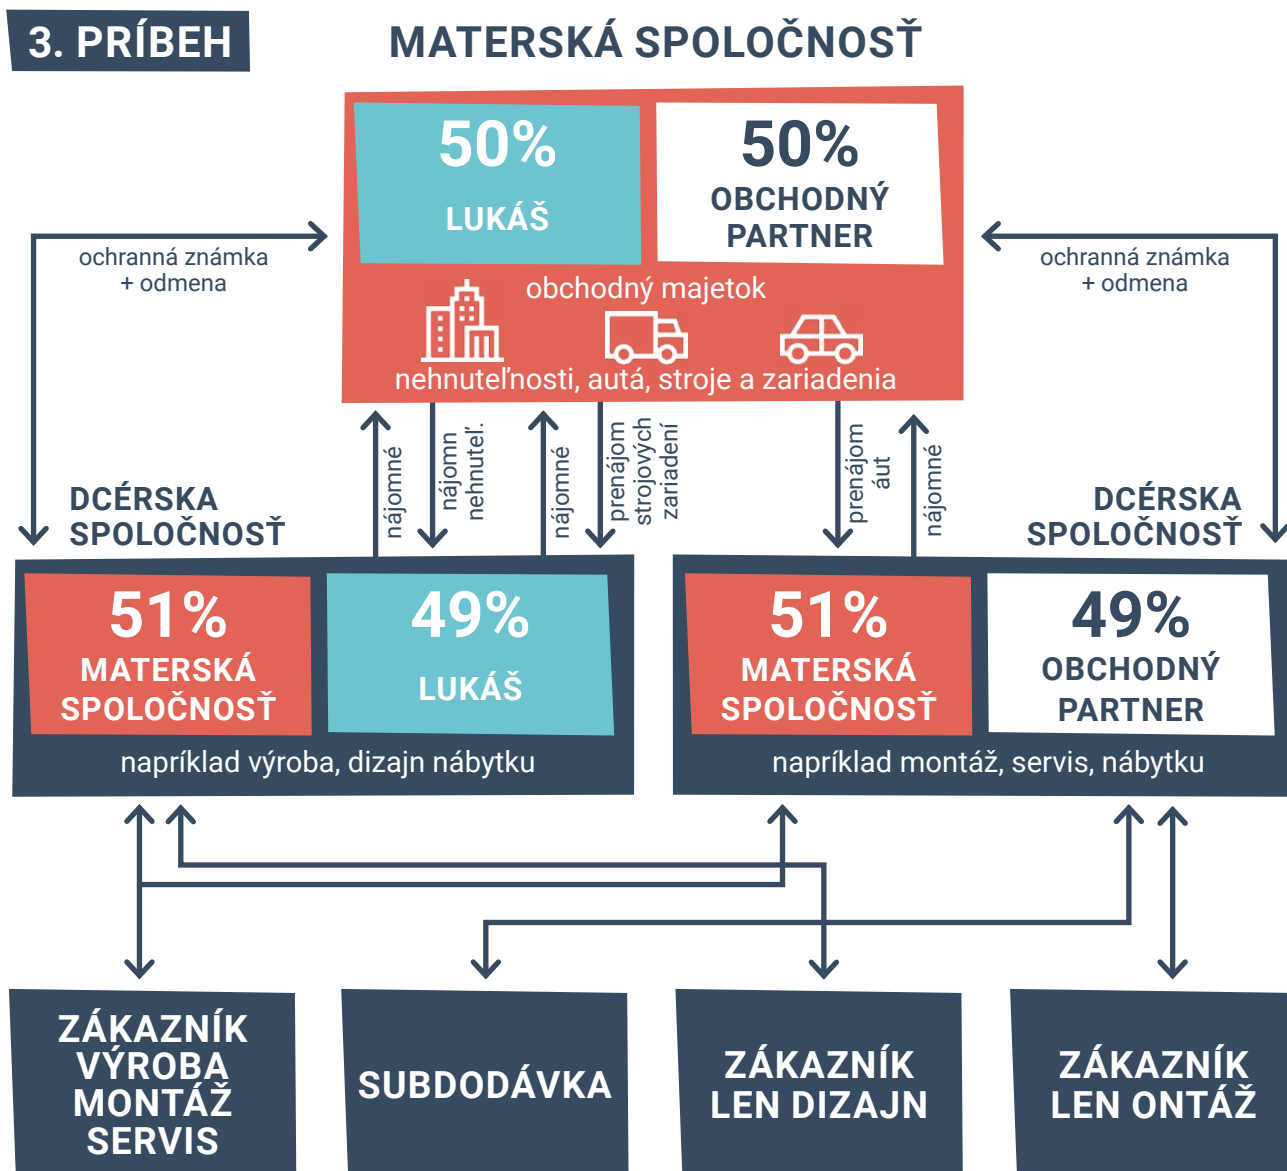 3. PRÍBEH
MATERSKÁ SPOLOČNOSŤ
50%
LUKÁŠ
50%
OBCHODNÝ
PARTNER
ochranná známka
+ odmena
ochranná známka
+ odmena
obchodný majetok
nehnuteľnosti, autá, stroje a zariadenia
nájomné
nájomn
nehnuteľ.
nájomné
prenájom
strojových
zariadení
prenájom
áut
nájomné
DCÉRSKA
SPOLOČNOSŤ
DCÉRSKA
SPOLOČNOSŤ
51%
MATERSKÁ
SPOLOČNOSŤ
49%
LUKÁŠ
napríklad výroba, dizajn nábytku
51%
MATERSKÁ
SPOLOČNOSŤ
49%
OBCHODNÝ
PARTNER
napríklad montáž, servis, nábytku
ZÁKAZNÍK
VÝROBA
MONTÁŽ
SERVIS
SUBDODÁVKA
ZÁKAZNÍK
LEN DIZAJN
ZÁKAZNÍK
LEN ONTÁŽ